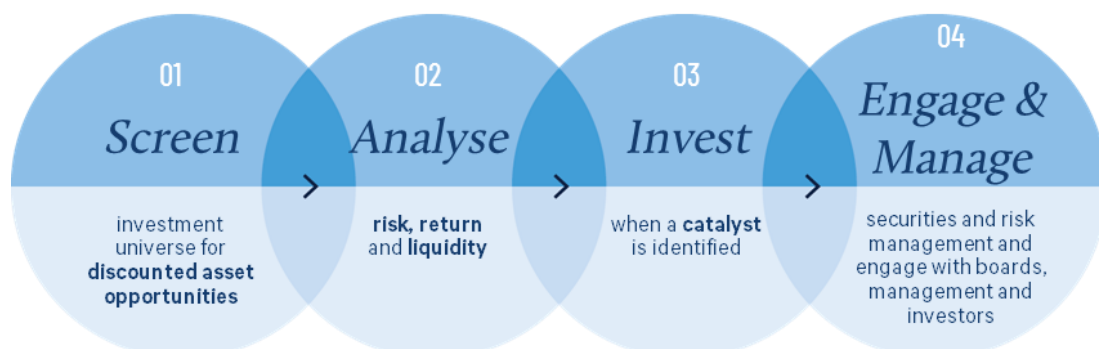 01
Screen
investment
universe for
discounted asset
opportunities
02
Analyse
risk, return
and liquidity
03
Invest
when a catalyst
is identified
04
Engage &
Manage
securities and risk
management and
engage with boards,
management and
investors